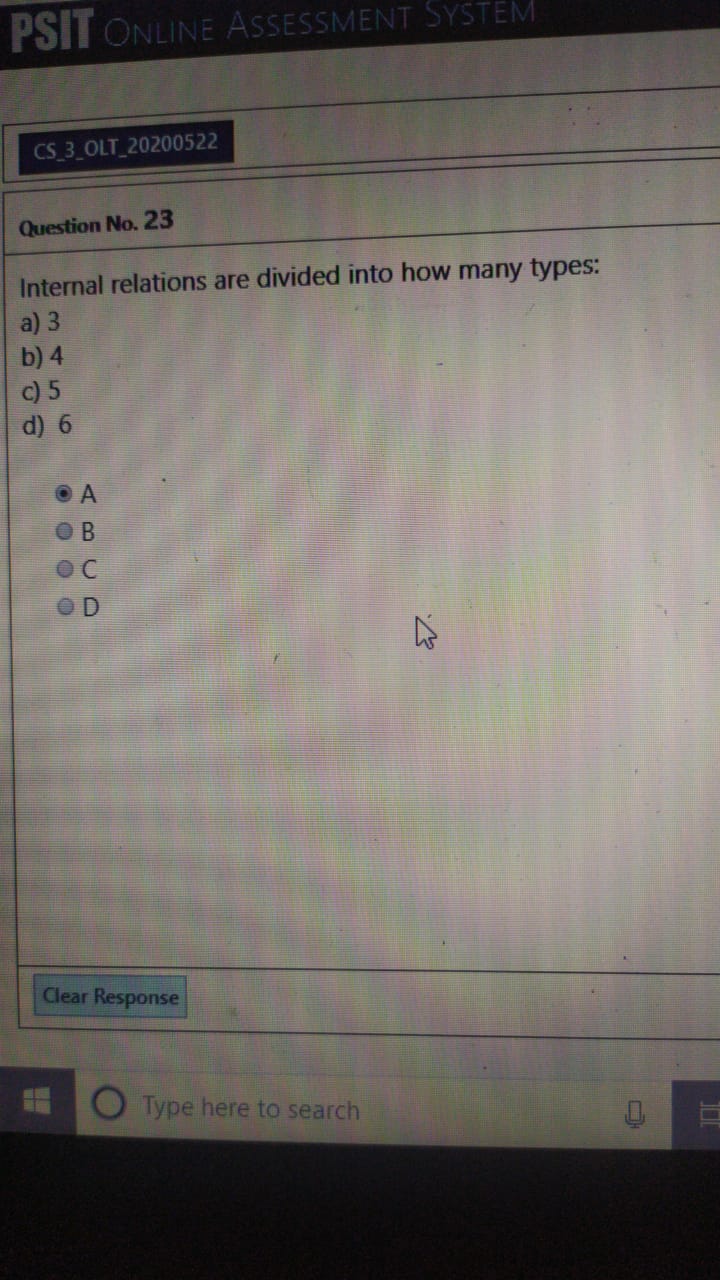 PSIT ONLINE ASSESSMENT SYSTEM
CS_3_OLT_20200522
Question No. 23
Internal relations are divided into how many types:
a) 3
b) 4
c) 5
d) 6
A
B
C
D
Clear Response
Type here to search